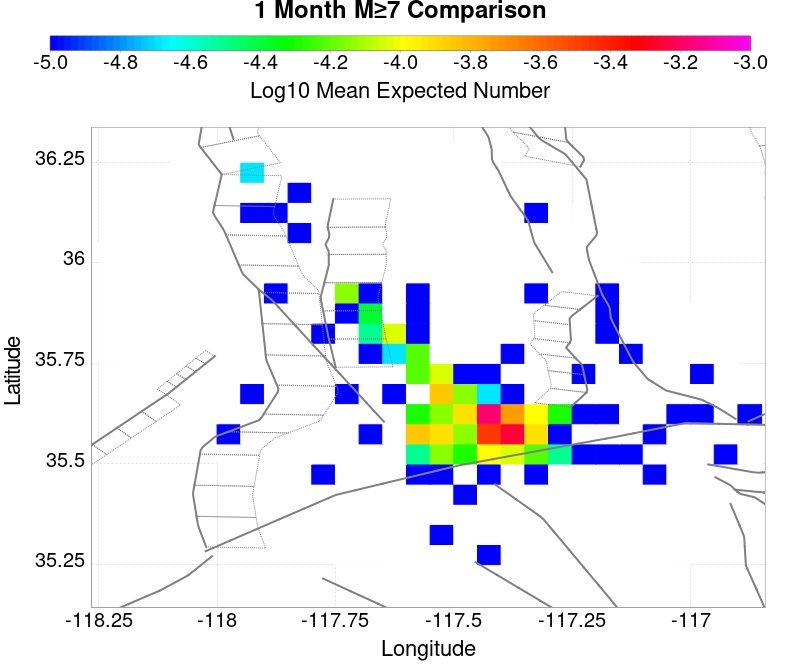 1 Month M≥7 Comparison
-5.0 -4.8 -4.6 -4.4 -4.2 -4.0 -3.8 -3.6 -3.4 -3.2 -3.0
Log10 Mean Expected Number
36.25
36
35.75
35.5
35.25
Latitude
-118.25 -118 -117.75 -117.5 -117.25 -117
Longitude